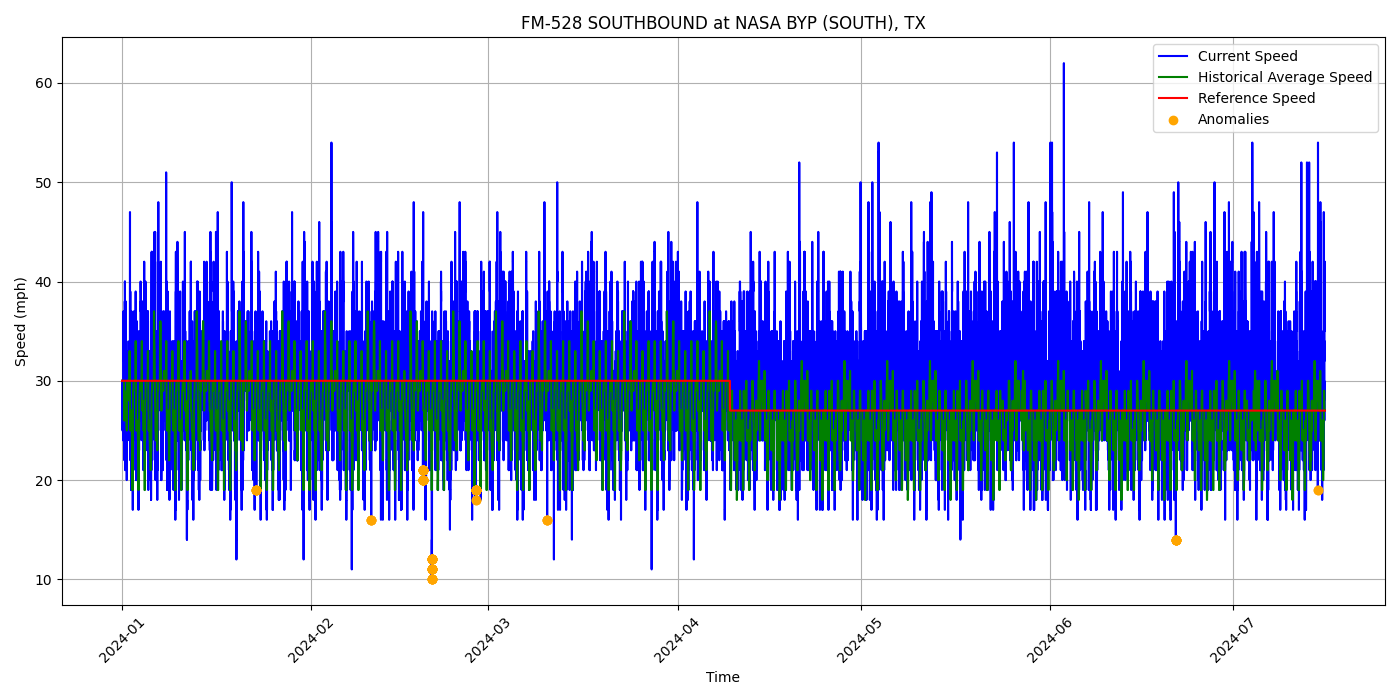 FM-528 SOUTHBOUND at NASA BYP (SOUTH), TX
Current Speed
Historical Average Speed
Reference Speed
Anomalies
Speed (mph)
60
50
40
30
20
10
2024-01
2024-02
2024-03
2024-04
2024-05
2024-06
2024-07
Time